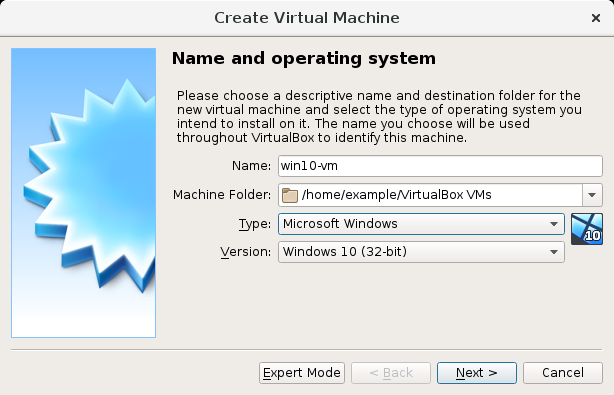 Create Virtual Machine
Name and operating system
Please choose a descriptive name and destination folder for the
new virtual machine and select the type of operating system you
intend to install on it. The name you choose will be used
throughout VirtualBox to identify this machine.
Name: win10-vm
Machine Folder: /home/example/VirtualBox VMs
Type: Microsoft Windows
10
Version: Windows 10 (32-bit)
Expert Mode < Back Next > Cancel